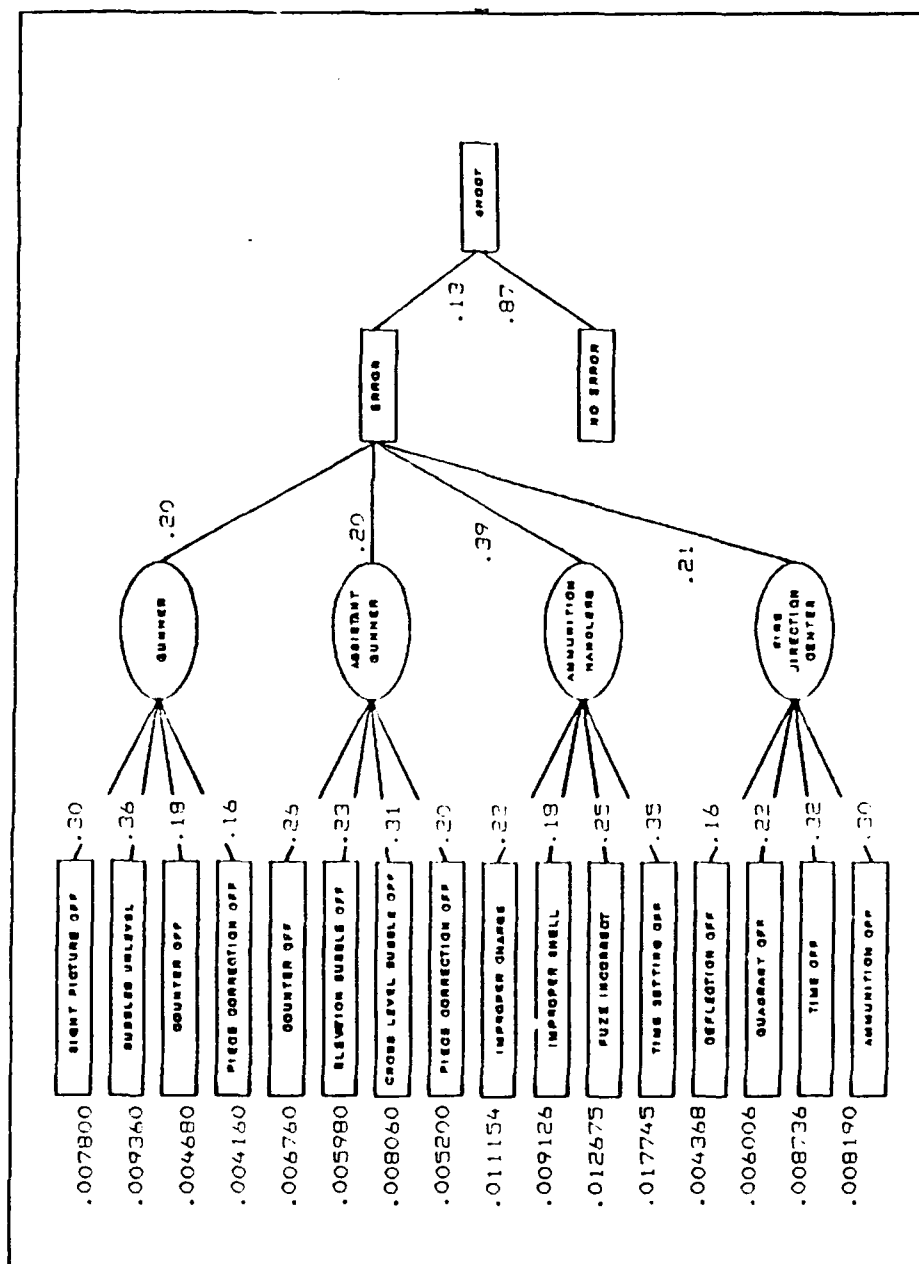 .007800 SIGHT PICTURE OFF .30
.009360 BUBBLES UNLEVEL .36
.004680 COUNTER OFF .18
.004160 PIECE CORRECTION OFF .16
GUNNER
.20
.006760 COUNTER OFF .26
.005980 ELEVATION BUBBLE OFF .23
.008060 CROSS LEVEL BUBBLE OFF .31
.005200 PIECE CORRECTION OFF .20
ASSISTANT
GUNNER
.20
ERROR
.13
SHOOT
.87
NO ERROR
.011154 IMPROPER CHARGE .22
.009126 IMPROPER SHELL .18
.012675 FUZE INCORRECT .25
.017745 TIME SETTING OFF .35
AMMUNITION
HANDLERS
.39
.004368 DEFLECTION OFF .16
.006006 QUADRANT OFF .22
.008736 TIME OFF .32
.008190 AMMUNITION OFF .30
FIRE
DIRECTION
CENTER
.21